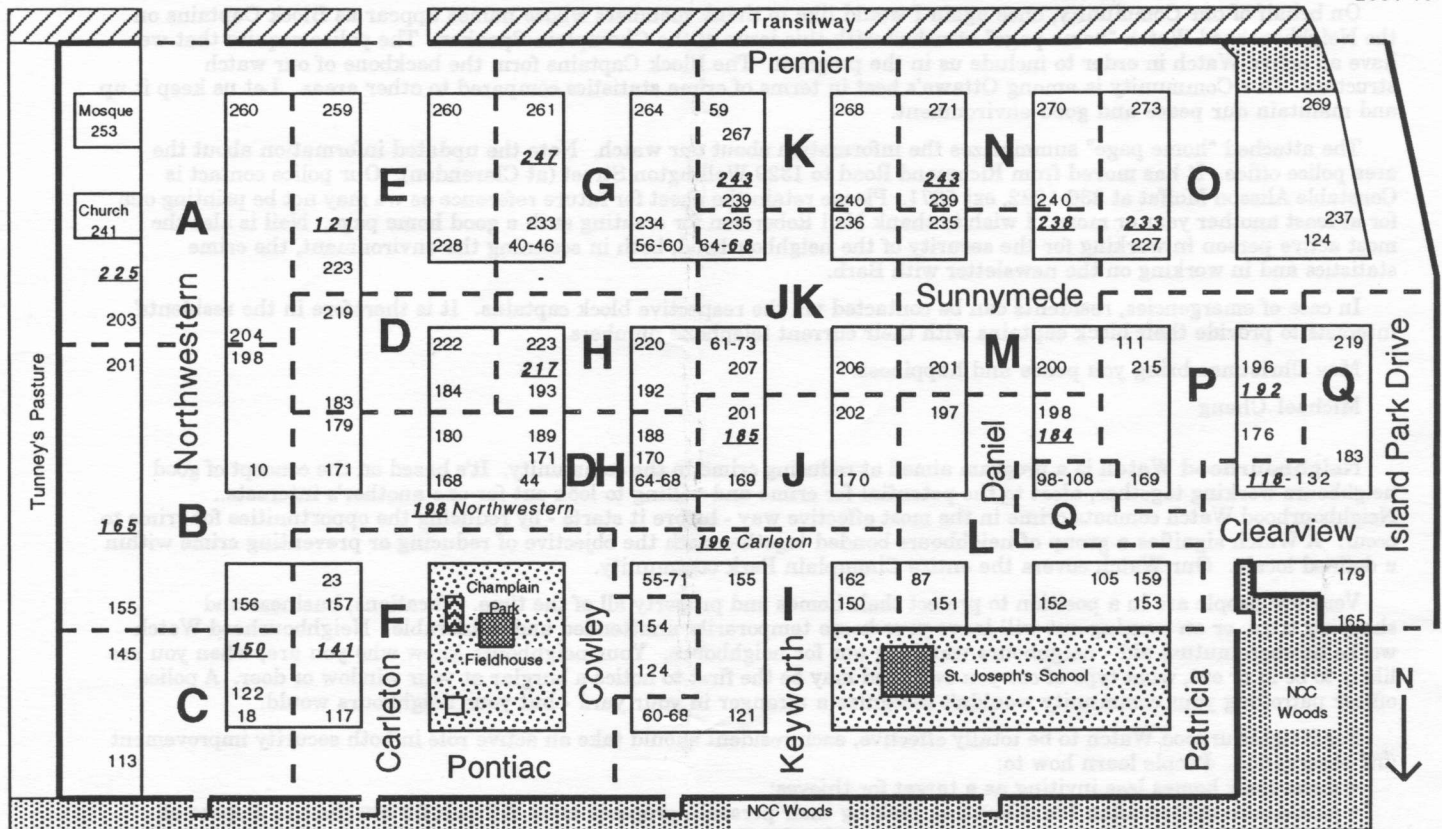 Transitway
Premier
Mosque
253
260 259 260 261 264 59 268 271 270 273 269
267
247 243 243
239 240 239 240
Church
241
A E G K N O
121 233 234 235 236 235 238 233 237
228 40-46 56-60 64-68 227 124
225
223
JK Sunnymede
203 219
204
201 198
D H M P Q
222 223 220 61-73 111 219
217 207 206 201 200 215 196
192
184 193 192
183
179
201 202 197 198
180 189 188 185 184 176
171 170 183
DH J
10 171 168 44 64-68 169 170 98-108 169 118-132
198 Northwestern
196 Carleton
165
B L Q Clearview
Northwestern
Tunney's Pasture
Daniel
Island Park Drive
23 Champlain
Park
Fieldhouse
55-71 155 162 87 105 159 179
155 156 157 150 151 152 153 165
154
145 150 141
F I
124
St. Joseph's School
122
C
18 117 60-68 121
113
Carleton
Cowley
Keyworth
Patricia
NCC
Woods
N
Pontiac
NCC Woods